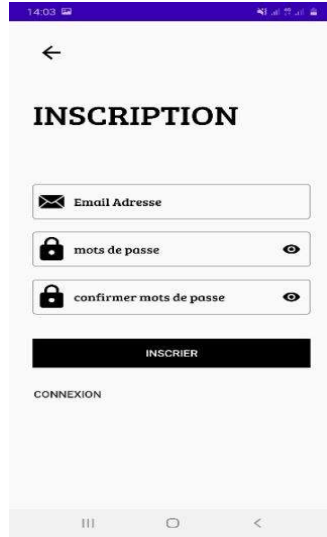 14:03
INSCRIPTION
Email Adresse
mots de passe
confirmer mots de passe
INSCRIER
CONNEXION